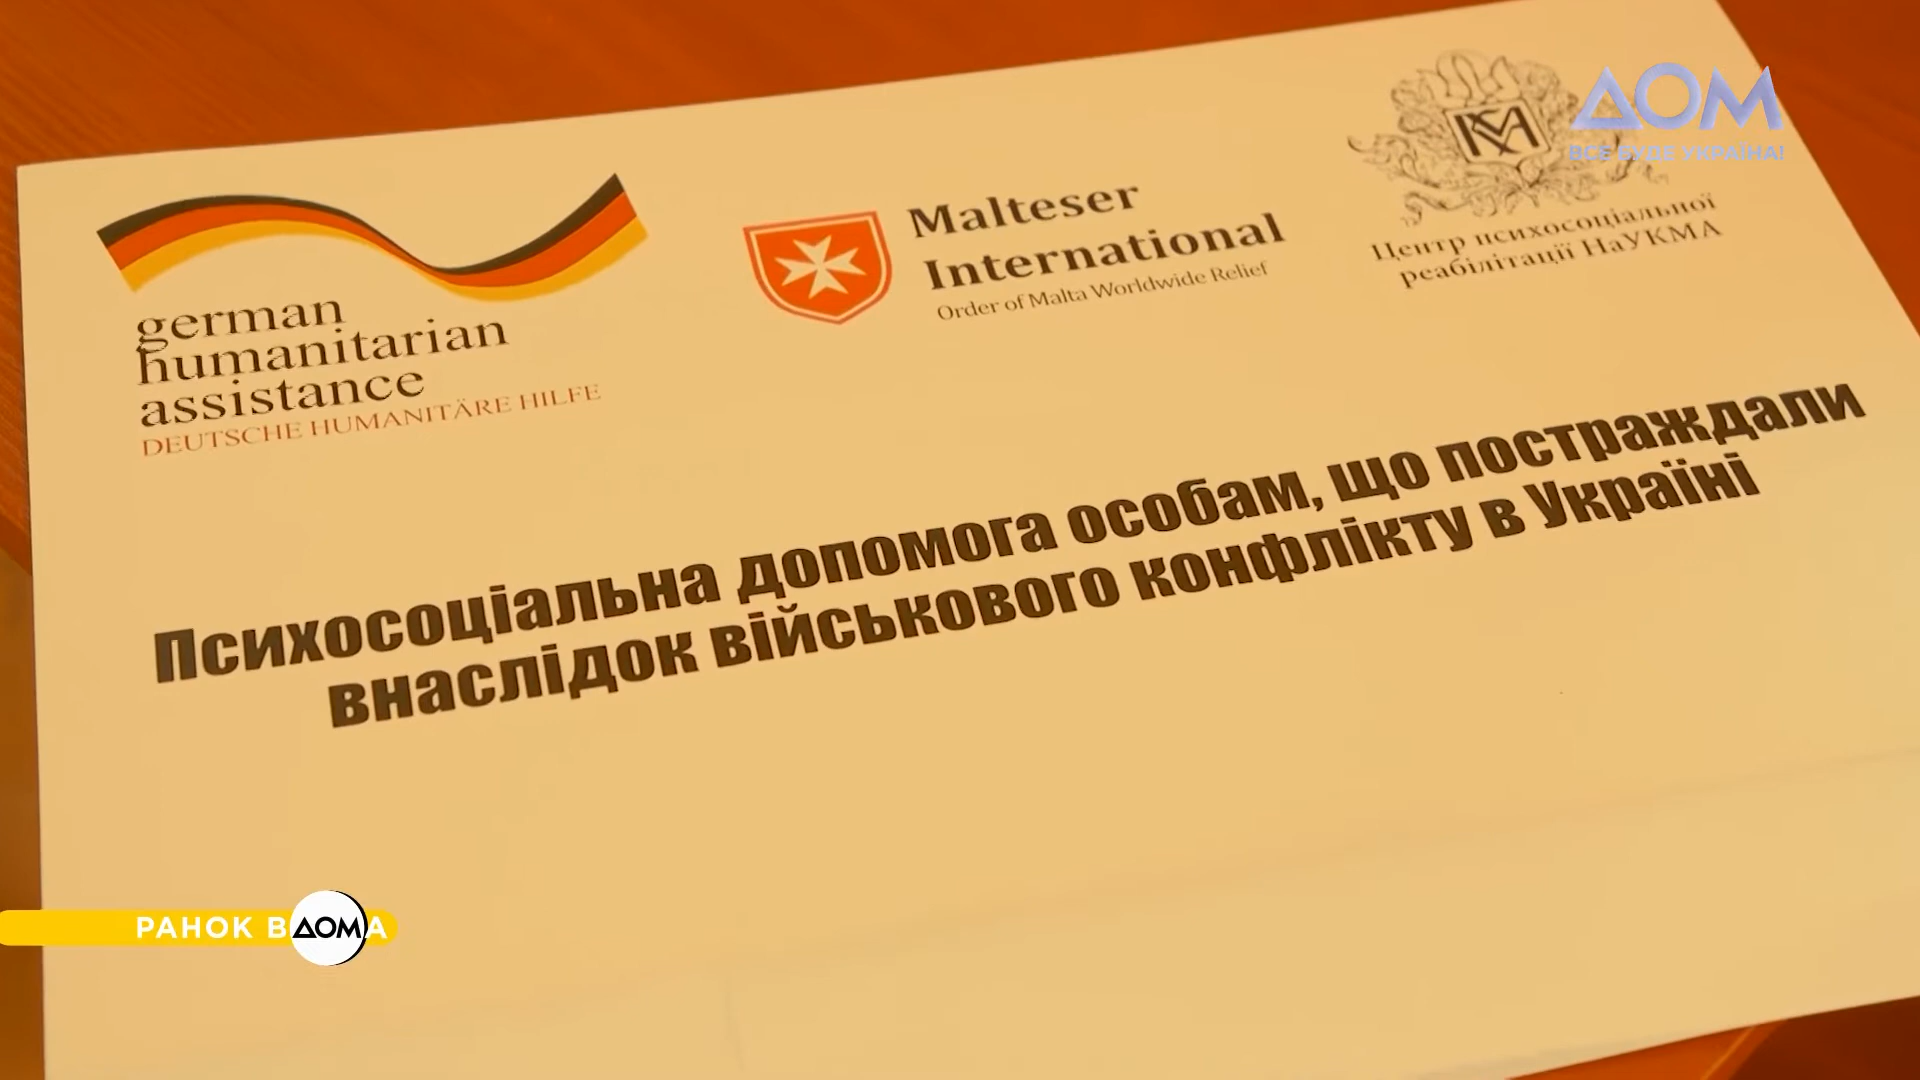 ДОМ
ВСЕ БУДЕ УКРАЇНА!
german
humanitarian
assistance
DEUTSCHE HUMANITÄRE HILFE
Malteser
International
Order of Malta Worldwide Relief
Центр психосоціальної
реабілітації НаУКМА
Психосоціальна допомога особам, що постраждали
внаслідок військового конфлікту в Україні
РАНОК В ДОМА